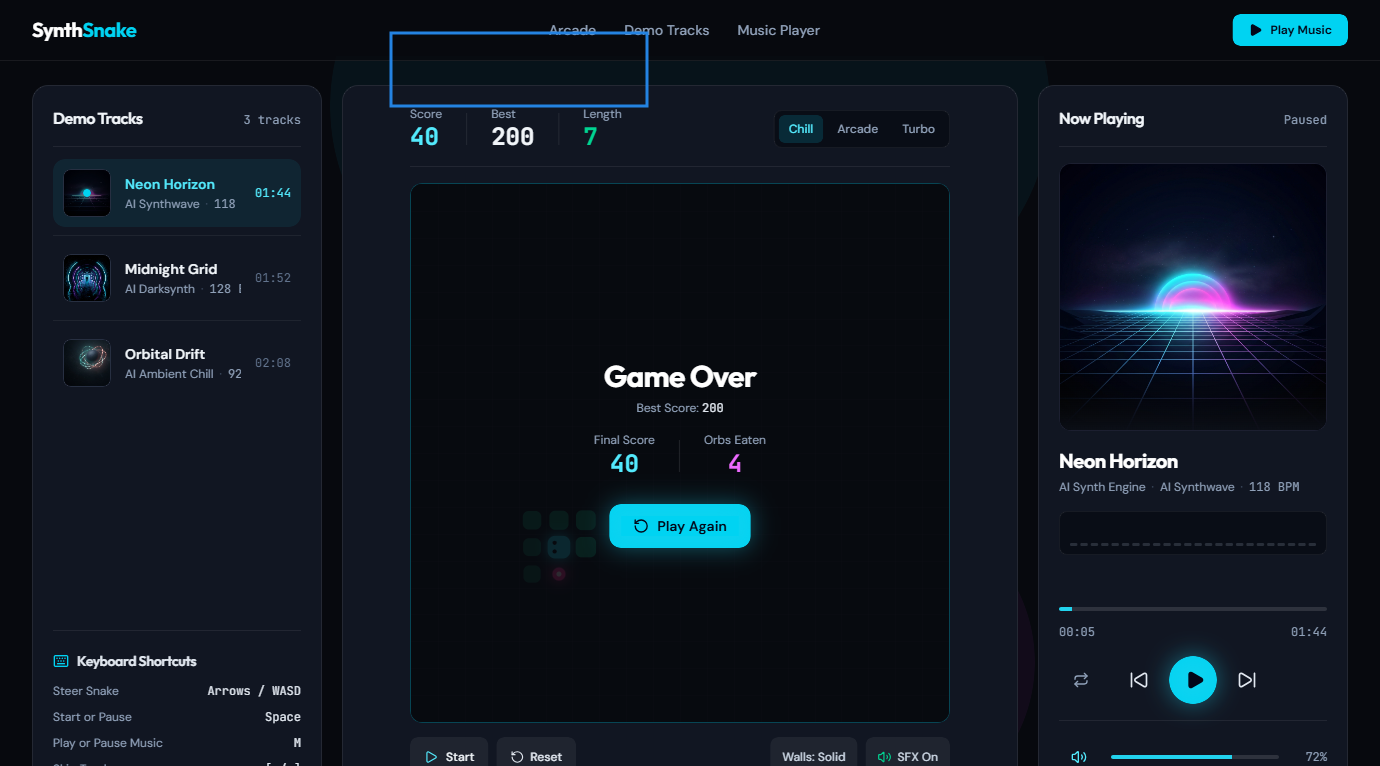 SynthSnake
Arcade Demo Tracks Music Player
Play Music
Demo Tracks
3 tracks
Neon Horizon
AI Synthwave · 118
01:44
Midnight Grid
AI Darksynth · 128
01:52
Orbital Drift
AI Ambient Chill · 92
02:08
Keyboard Shortcuts
Steer Snake Arrows / WASD
Start or Pause Space
Play or Pause Music M
Score Best Length
40 200 7
Chill Arcade Turbo
Game Over
Best Score: 200
Final Score Orbs Eaten
40 4
Play Again
Start Reset Walls: Solid SFX On
Now Playing
Paused
Neon Horizon
AI Synth Engine · AI Synthwave · 118 BPM
00:05 01:44
72%